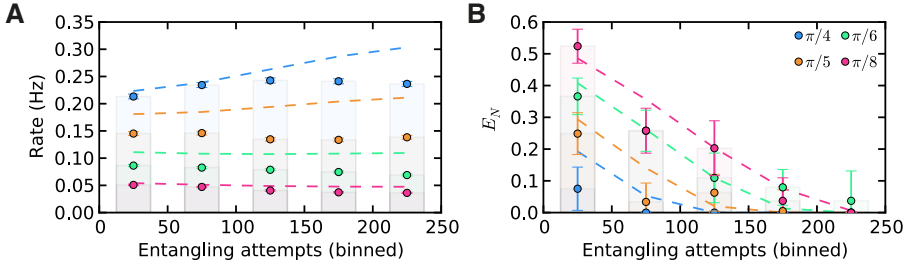 A
Rate (Hz)
0.35
0.30
0.25
0.20
0.15
0.10
0.05
0.00
0 50 100 150 200 250
Entangling attempts (binned)
B
E_N
0.6
0.5
0.4
0.3
0.2
0.1
0.0
0 50 100 150 200 250
Entangling attempts (binned)
π/4 π/6
π/5 π/8